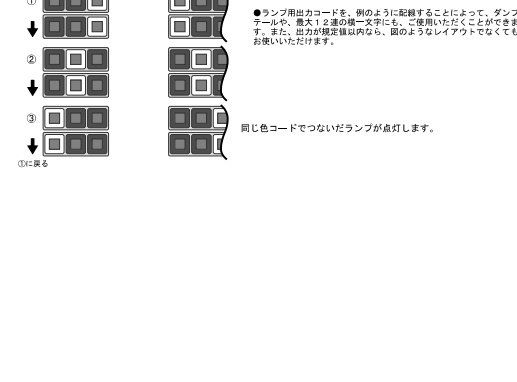 ①
●ランプ用出力コードを、例のように配線することによって、ダンプ
テールや、最大１２連の横一文字にも、ご使用いただくことができま
す。また、出力が規定値以内なら、図のようなレイアウトでなくても
お使いいただけます。
②
③
同じ色コードでつないだランプが点灯します。
①に戻る